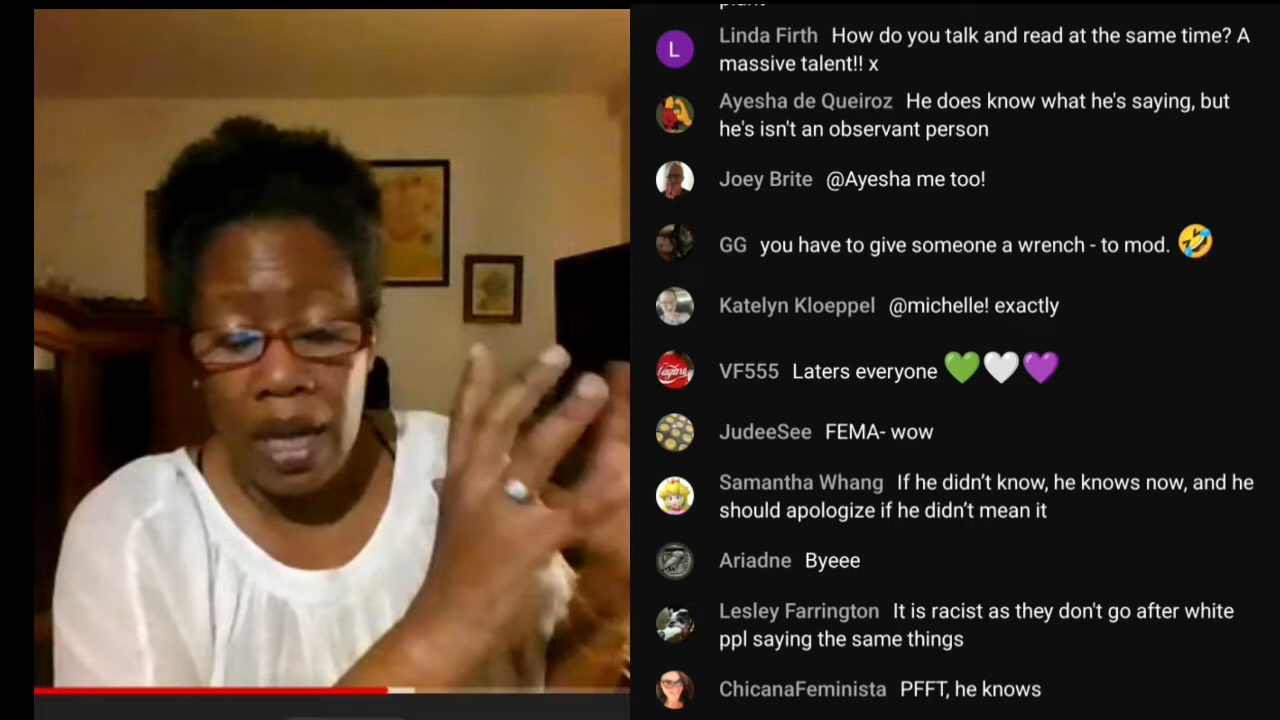 Linda Firth How do you talk and read at the same time? A
massive talent!! x
L
Ayesha de Queiroz He does know what he's saying, but
he's isn't an observant person
Joey Brite @Ayesha me too!
GG you have to give someone a wrench - to mod. 🤣
Katelyn Kloeppel @michelle! exactly
VF555 Laters everyone 💚🤍💜
JudeeSee FEMA- wow
Samantha Whang If he didn’t know, he knows now, and he
should apologize if he didn’t mean it
Ariadne Byeee
Lesley Farrington It is racist as they don't go after white
ppl saying the same things
ChicanaFeminista PFFT, he knows